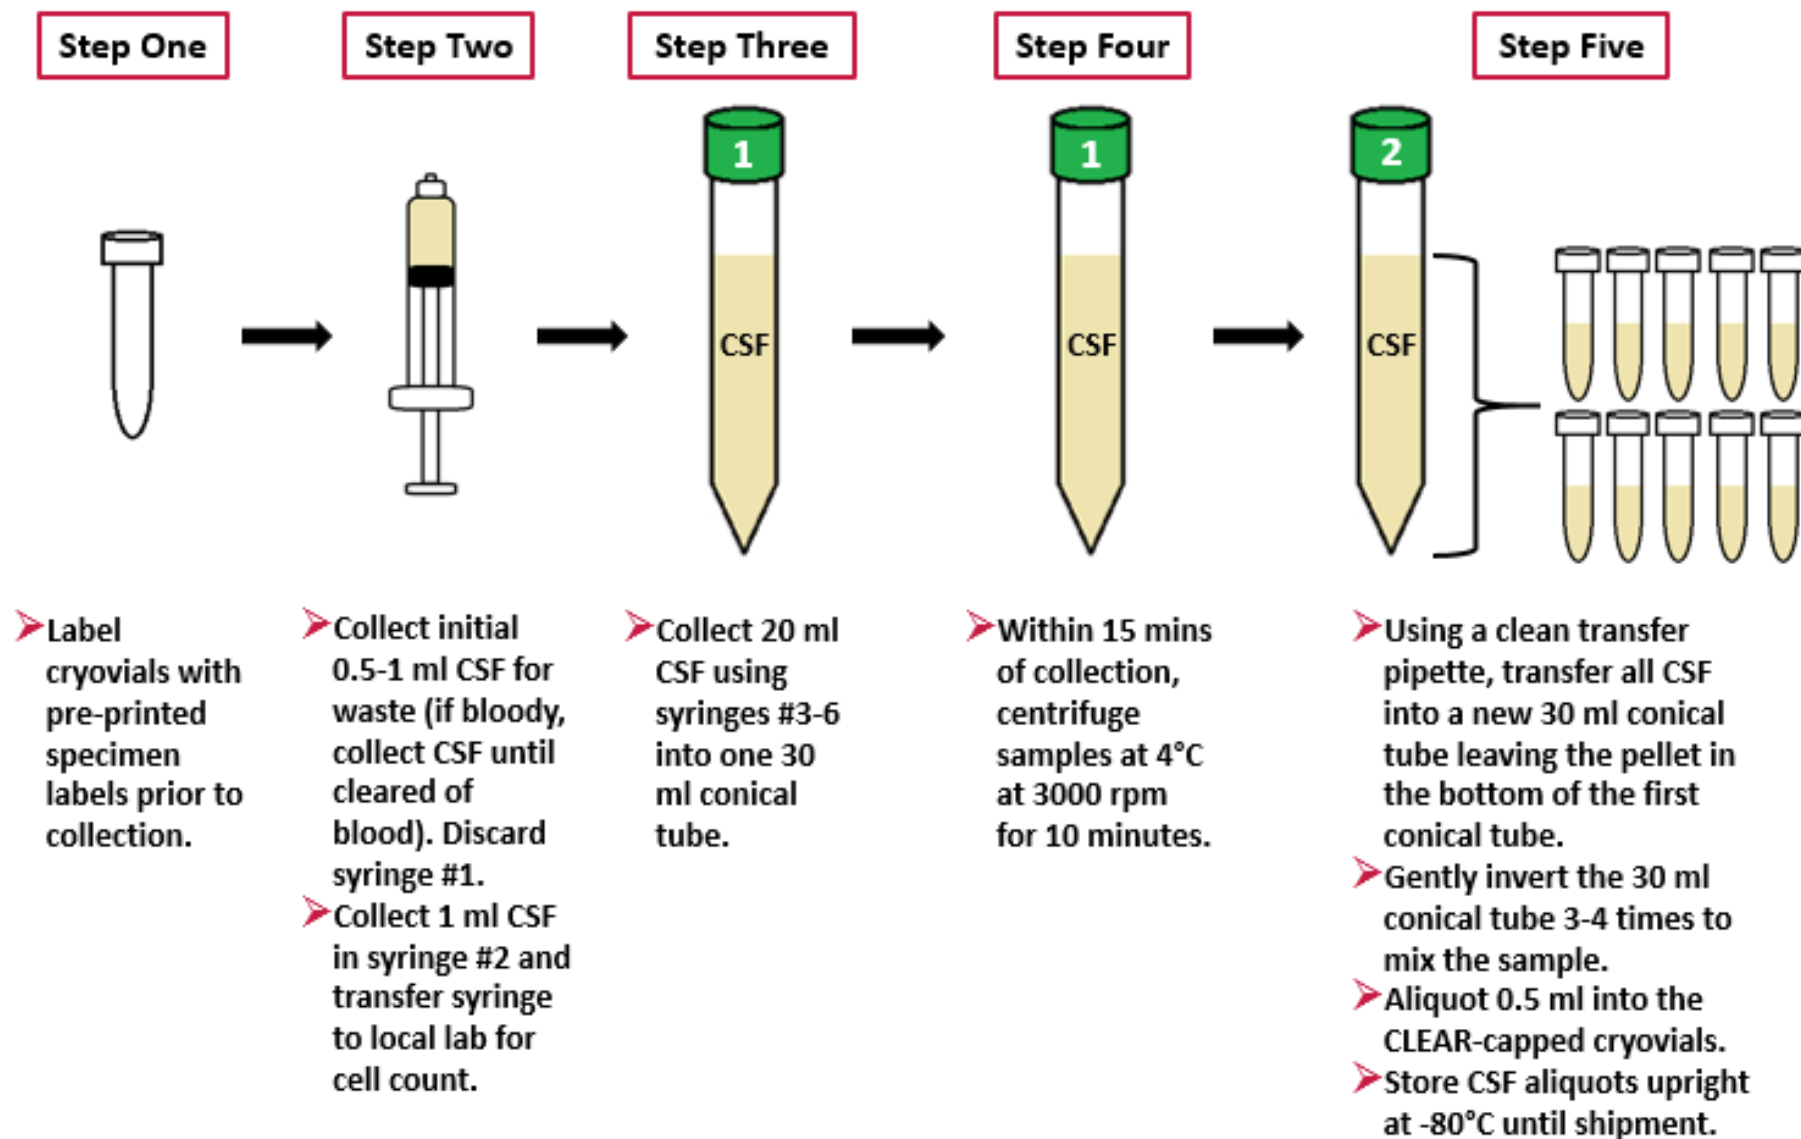 Step One
Step Two
Step Three
Step Four
Step Five
1
1
2
CSF
CSF
CSF
Label
cryovials with
pre-printed
specimen
labels prior to
collection.
Collect initial
0.5-1 ml CSF for
waste (if bloody,
collect CSF until
cleared of
blood). Discard
syringe #1.
Collect 1 ml CSF
in syringe #2 and
transfer syringe
to local lab for
cell count.
Collect 20 ml
CSF using
syringes #3-6
into one 30
ml conical
tube.
Within 15 mins
of collection,
centrifuge
samples at 4°C
at 3000 rpm
for 10 minutes.
Using a clean transfer
pipette, transfer all CSF
into a new 30 ml conical
tube leaving the pellet in
the bottom of the first
conical tube.
Gently invert the 30 ml
conical tube 3-4 times to
mix the sample.
Aliquot 0.5 ml into the
CLEAR-capped cryovials.
Store CSF aliquots upright
at -80°C until shipment.